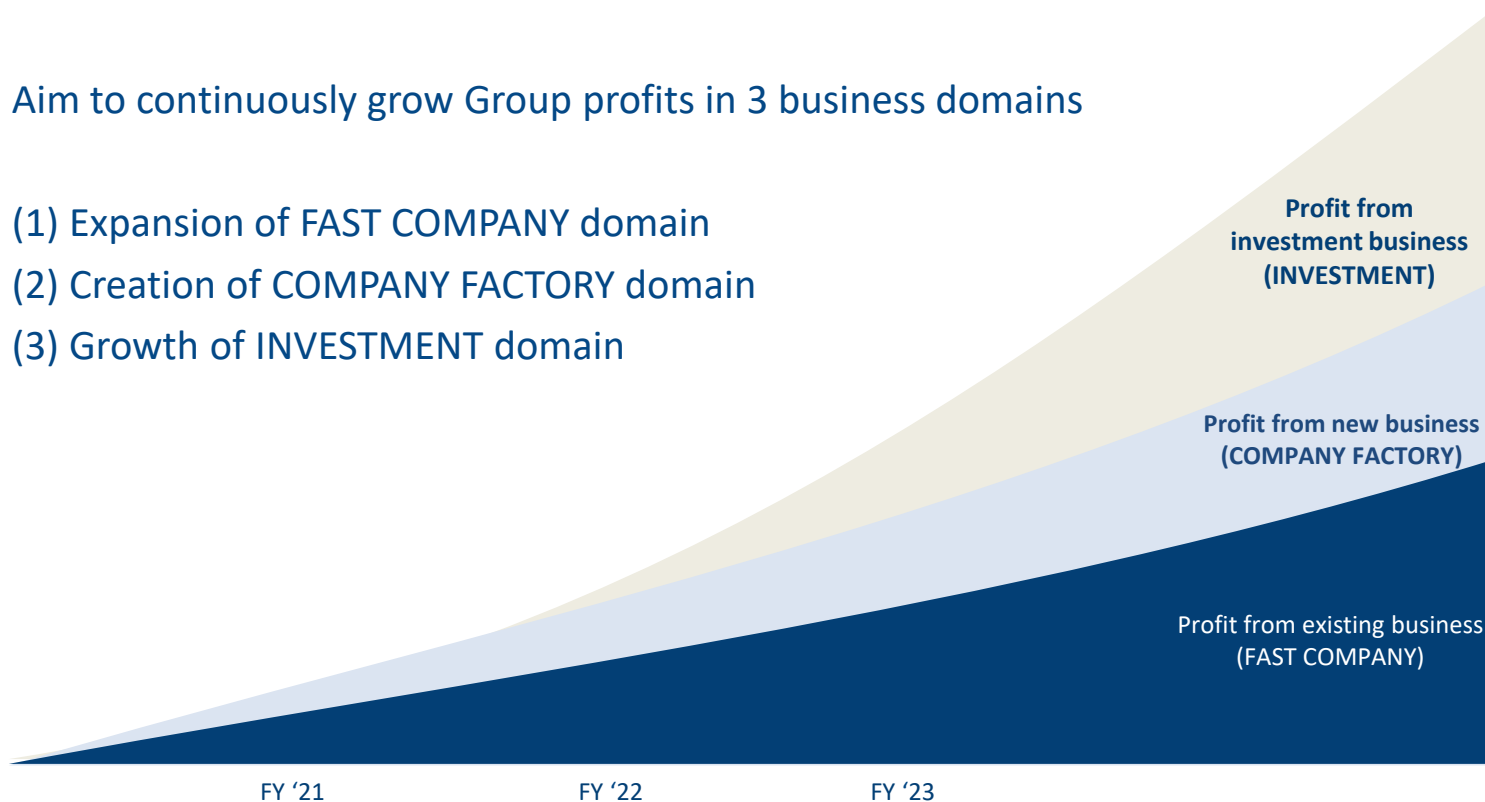 Aim to continuously grow Group profits in 3 business domains
(1) Expansion of FAST COMPANY domain
(2) Creation of COMPANY FACTORY domain
(3) Growth of INVESTMENT domain
Profit from
investment business
(INVESTMENT)
Profit from new business
(COMPANY FACTORY)
Profit from existing business
(FAST COMPANY)
FY ‘21
FY ‘22
FY ‘23